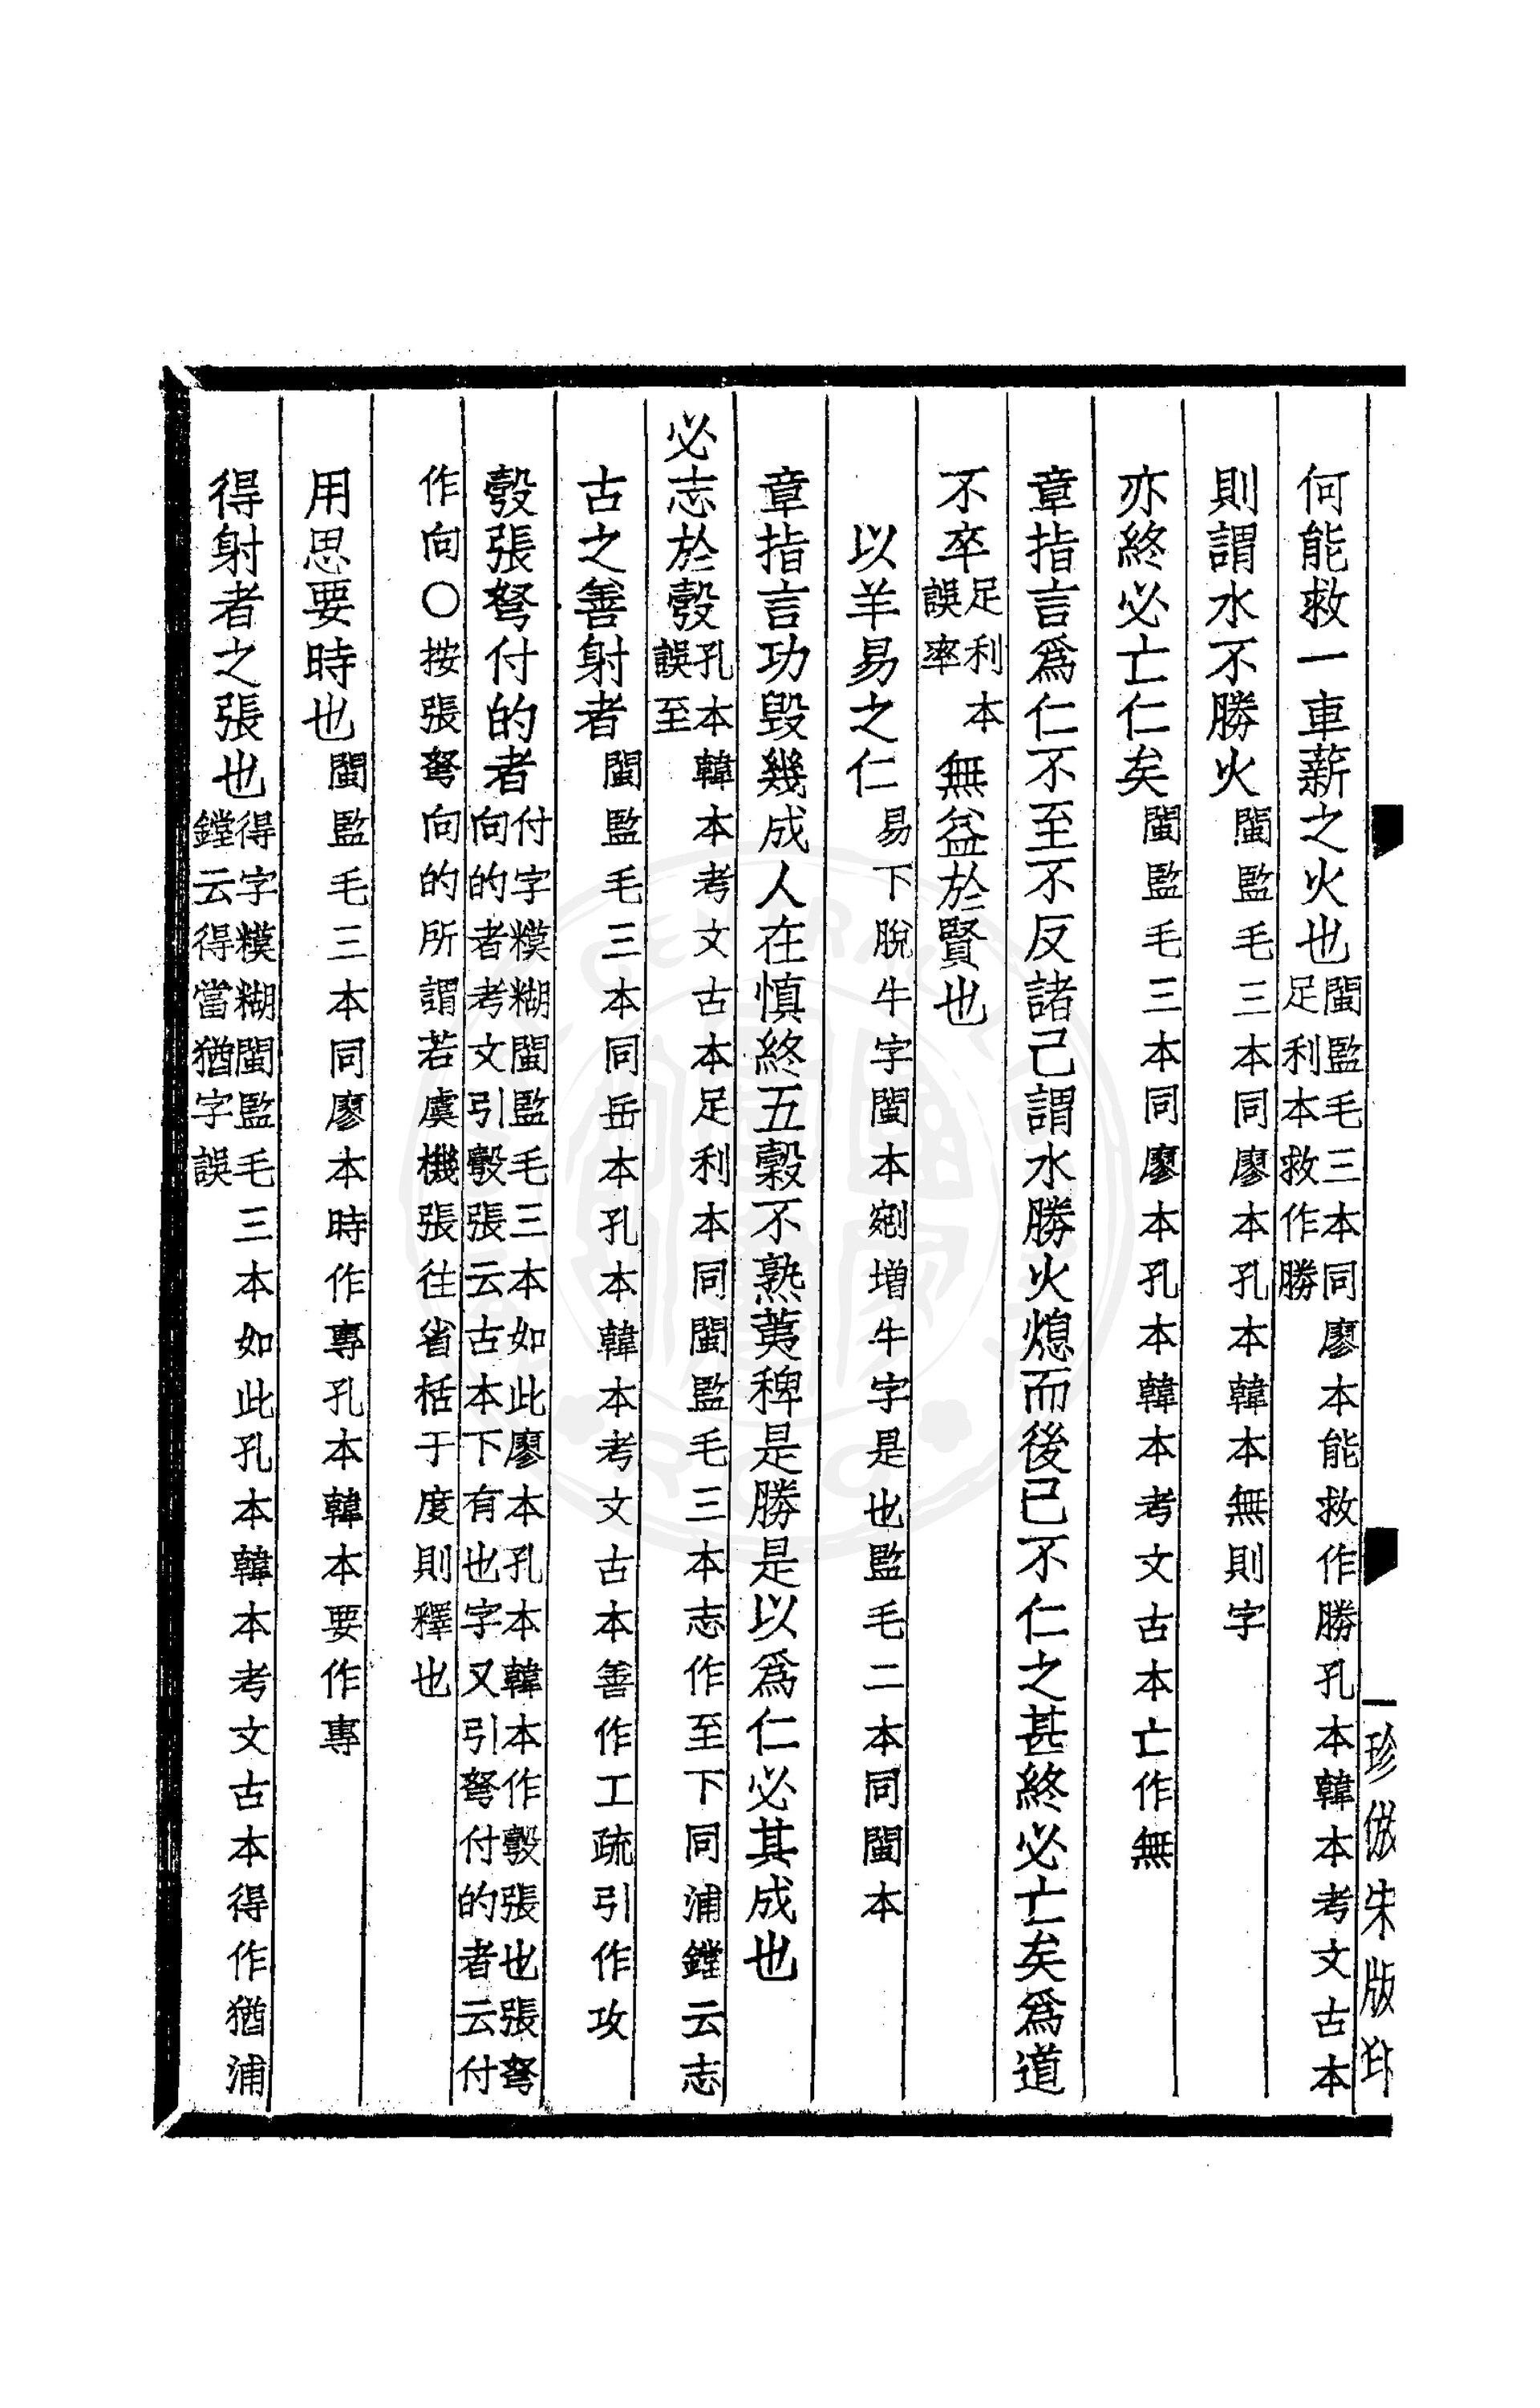 何能救一車薪之火也閩監毛三本同廖本能救作勝孔本韓本考文古本足利本救作勝
則謂水不勝火閩監毛三本同廖本孔本韓本無則字
亦終必亡仁矣閩監毛三本同廖本孔本韓本考文古本亡作無
章指言爲仁不至不反諸己謂水勝火熄而後已不仁之甚終必亡矣爲道
不卒足利本誤率無益於賢也
以羊易之仁易下脫牛字閩本剜增牛字是也監毛二本同閩本
章指言功毀幾成人在慎終五穀不熟荑稗是勝是以爲仁必其成也
必志於彀孔本韓本考文古本足利本同閩監毛三本志作至下同浦鏜云志誤至
古之善射者閩監毛三本同岳本孔本韓本考文古本善作工疏引作攻
彀張弩付的者付字糢糊閩監毛三本如此廖本孔本韓本作彀張也張弩向的者考文引彀張云古本下有也字又引弩付的者云付
作向○按張弩向的所謂若虞機張往省栝于度則釋也
用思要時也閩監毛三本同廖本時作專孔本韓本要作專
得射者之張也得字糢糊閩監毛三本如此孔本韓本考文古本得作猶浦鏜云得當猶字誤
珍倣宋版印